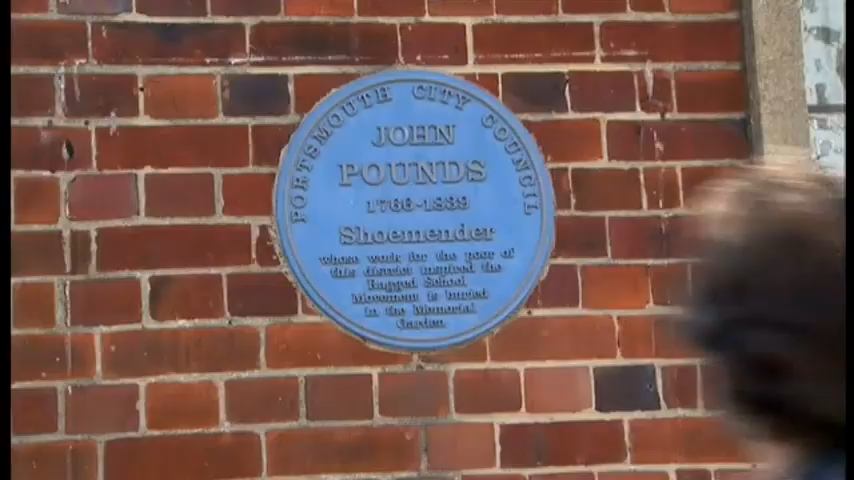 PORTSMOUTH CITY COUNCIL
JOHN
POUNDS
1766-1839
Shoemender
whose work for the poor of
this district inspired the
Ragged School
Movement is buried
in the Memorial
Garden